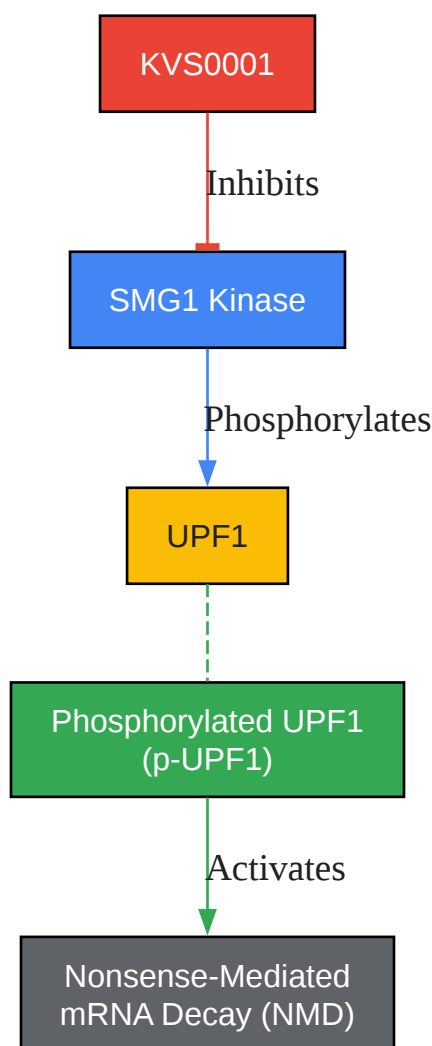 KVS0001
Inhibits
SMG1 Kinase
Phosphorylates
UPF1
Phosphorylated UPF1
(p-UPF1)
Activates
Nonsense-Mediated
mRNA Decay (NMD)